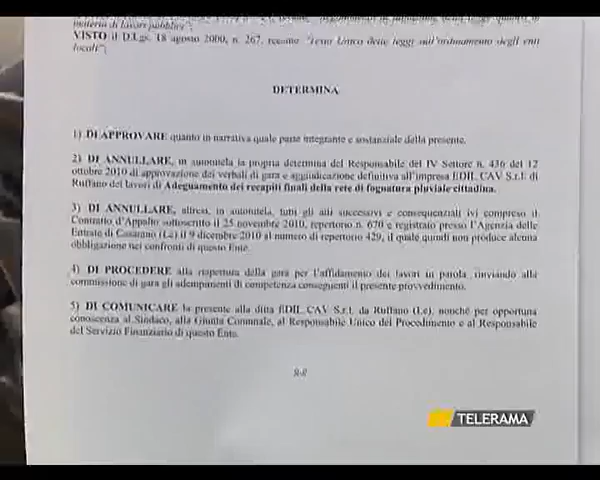 materia di lavori pubblici";
VISTO il D.Lgs. 18 agosto 2000, n. 267, recante "Testo Unico delle leggi sull'ordinamento degli enti
locali";
DETERMINA
1) DI APPROVARE quanto in narrativa quale parte integrante e sostanziale della presente.
2) DI ANNULLARE, in autotutela la propria determina del Responsabile del IV Settore n. 436 del 12
ottobre 2010 di approvazione dei verbali di gara e aggiudicazione definitiva all'impresa EDIL CAV S.r.l. di
Ruffano dei lavori di Adeguamento dei recapiti finali della rete di fognatura pluviale cittadina.
3) DI ANNULLARE, altresì, in autotutela, tutti gli atti successivi e consequenziali ivi compreso il
Contratto d'Appalto sottoscritto il 25 novembre 2010, repertorio n. 670 e registrato presso l'Agenzia delle
Entrate di Casarano (Le) il 9 dicembre 2010 al numero di repertorio 429, il quale quindi non produce alcuna
obbligazione nei confronti di questo Ente.
4) DI PROCEDERE alla riapertura della gara per l'affidamento dei lavori in parola, rinviando alla
commissione di gara gli adempimenti di competenza conseguenti il presente provvedimento.
5) DI COMUNICARE la presente alla ditta EDIL CAV S.r.l. da Ruffano (Le), nonché per opportuna
conoscenza al Sindaco, alla Giunta Comunale, al Responsabile Unico del Procedimento e al Responsabile
del Servizio Finanziario di questo Ente.
TELERAMA